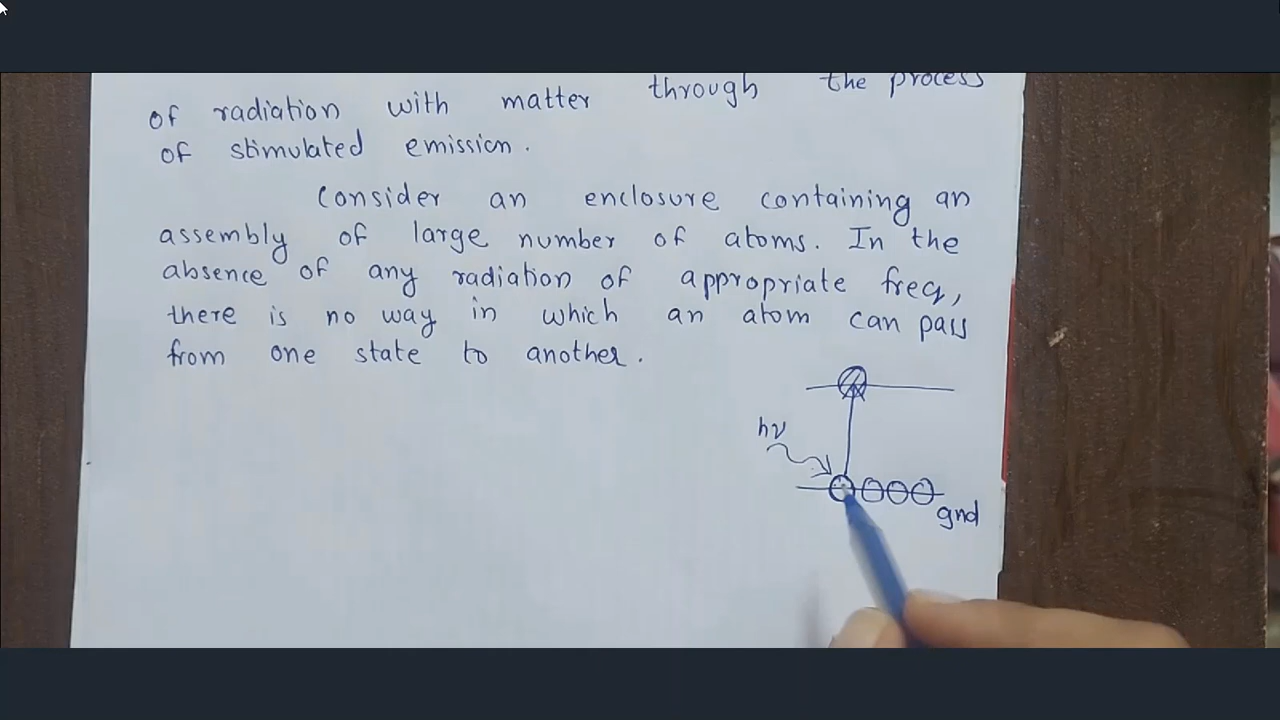 of radiation with matter through the process
of stimulated emission.
Consider an enclosure containing an
assembly of large number of atoms. In the
absence of any radiation of appropriate freq,
there is no way in which an atom can pass
from one state to another.
hν
gnd